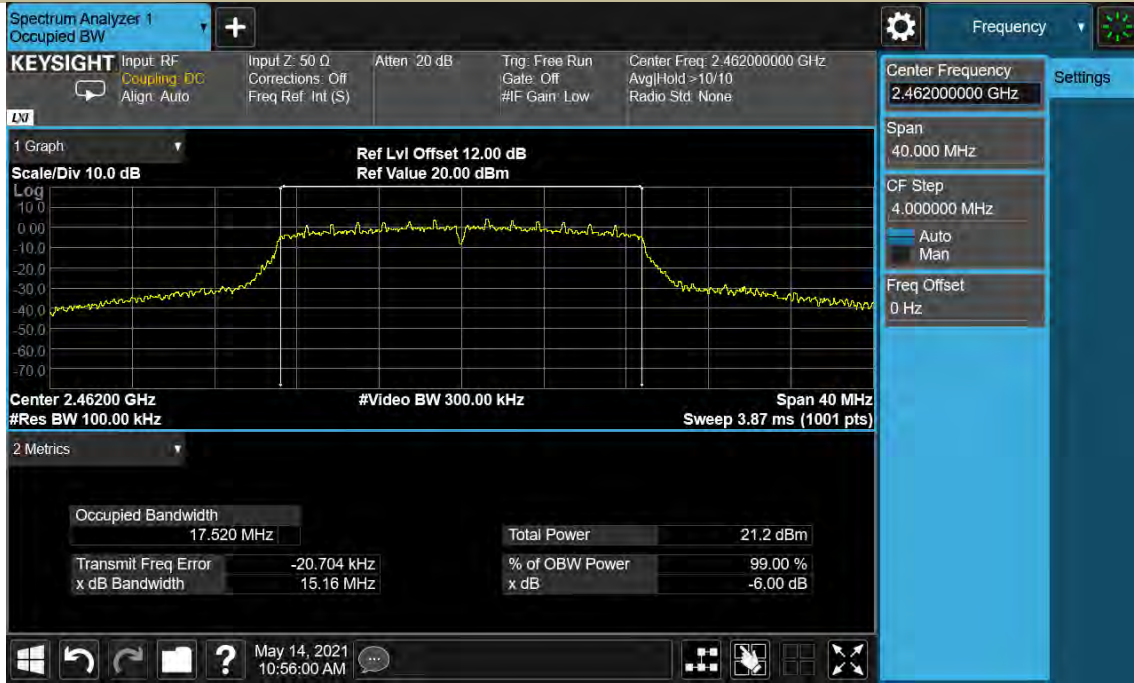 Spectrum Analyzer 1
Occupied BW
Frequency
KEYSIGHT
Input: RF
Coupling: DC
Align: Auto
Input Z: 50 Ω
Corrections: Off
Freq Ref: Int (S)
Atten: 20 dB
Trig: Free Run
Gate: Off
#IF Gain: Low
Center Freq: 2.462000000 GHz
Avg|Hold:>10/10
Radio Std: None
LXI
Center Frequency
2.462000000 GHz
Settings
Span
40.000 MHz
CF Step
4.000000 MHz
Auto
Man
Freq Offset
0 Hz
1 Graph
Scale/Div 10.0 dB
Ref Lvl Offset 12.00 dB
Ref Value 20.00 dBm
Log
10.0
0.00
-10.0
-20.0
-30.0
-40.0
-50.0
-60.0
-70.0
Center 2.46200 GHz
#Video BW 300.00 kHz
Span 40 MHz
#Res BW 100.00 kHz
Sweep 3.87 ms (1001 pts)
2 Metrics
Occupied Bandwidth
17.520 MHz
Total Power 21.2 dBm
Transmit Freq Error -20.704 kHz
% of OBW Power 99.00 %
x dB Bandwidth 15.16 MHz
x dB -6.00 dB
?
May 14, 2021
10:56:00 AM